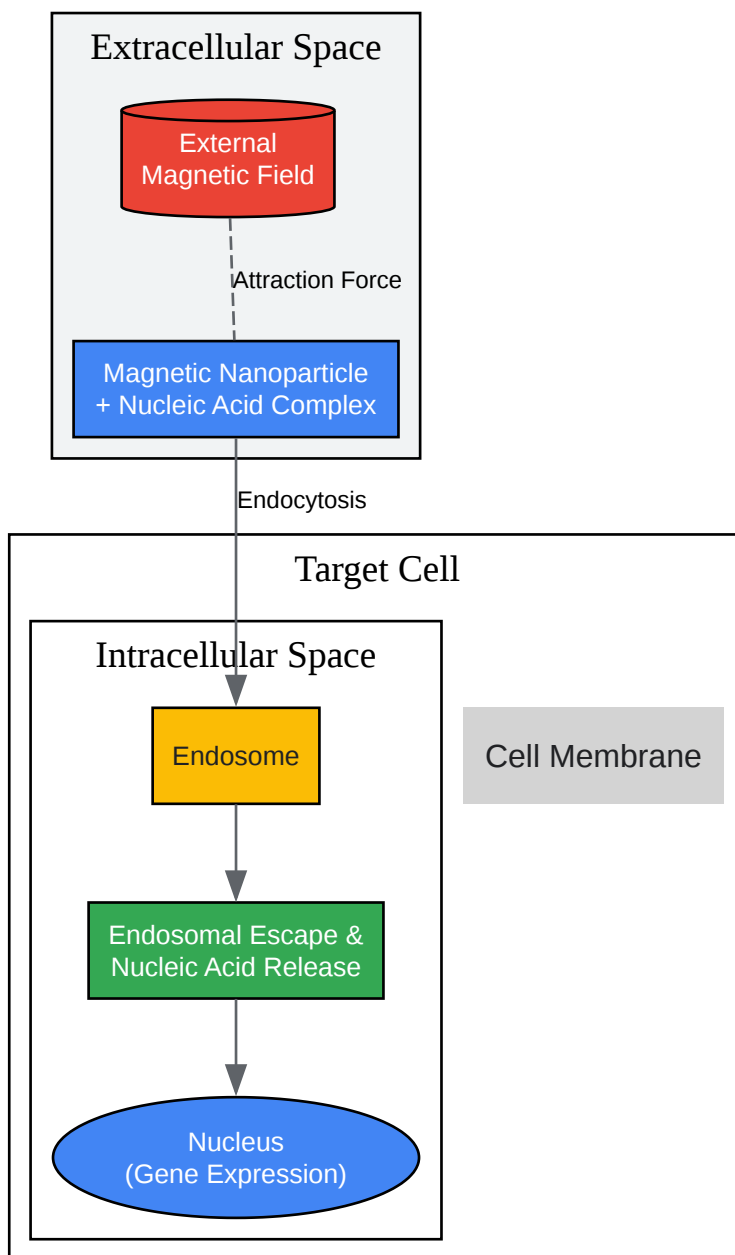 Extracellular Space
External
Magnetic Field
Attraction Force
Magnetic Nanoparticle
+ Nucleic Acid Complex
Endocytosis
Target Cell
Intracellular Space
Endosome
Cell Membrane
Endosomal Escape &
Nucleic Acid Release
Nucleus
(Gene Expression)